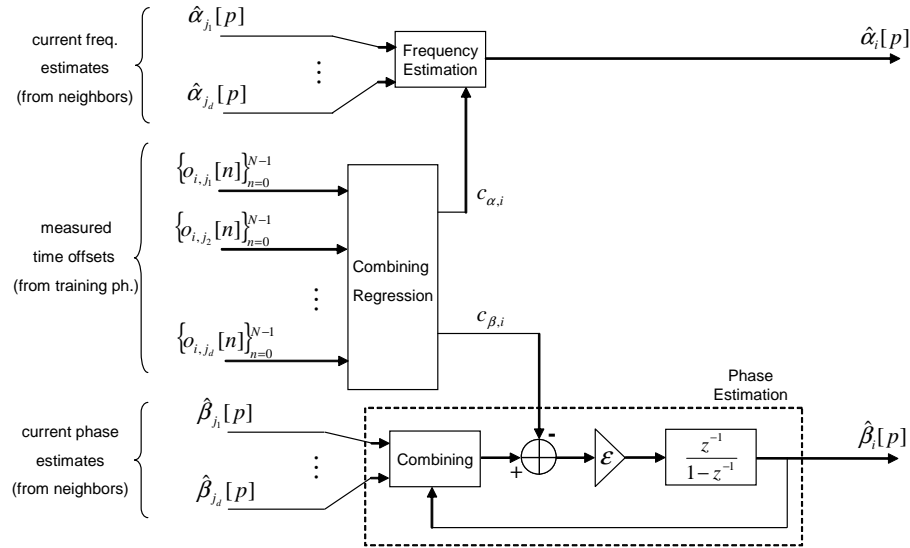 current freq.
estimates
(from neighbors)
α̂_{j_1}[p]
⋮
α̂_{j_d}[p]
Frequency
Estimation
α̂_i[p]
measured
time offsets
(from training ph.)
{o_{i,j_1}[n]}_{n=0}^{N-1}
{o_{i,j_2}[n]}_{n=0}^{N-1}
⋮
{o_{i,j_d}[n]}_{n=0}^{N-1}
Combining
Regression
⋮
c_{α,i}
c_{β,i}
current phase
estimates
(from neighbors)
β̂_{j_1}[p]
⋮
β̂_{j_d}[p]
Phase
Estimation
Combining
+
-
ε
z^{-1}
1-z^{-1}
β̂_i[p]